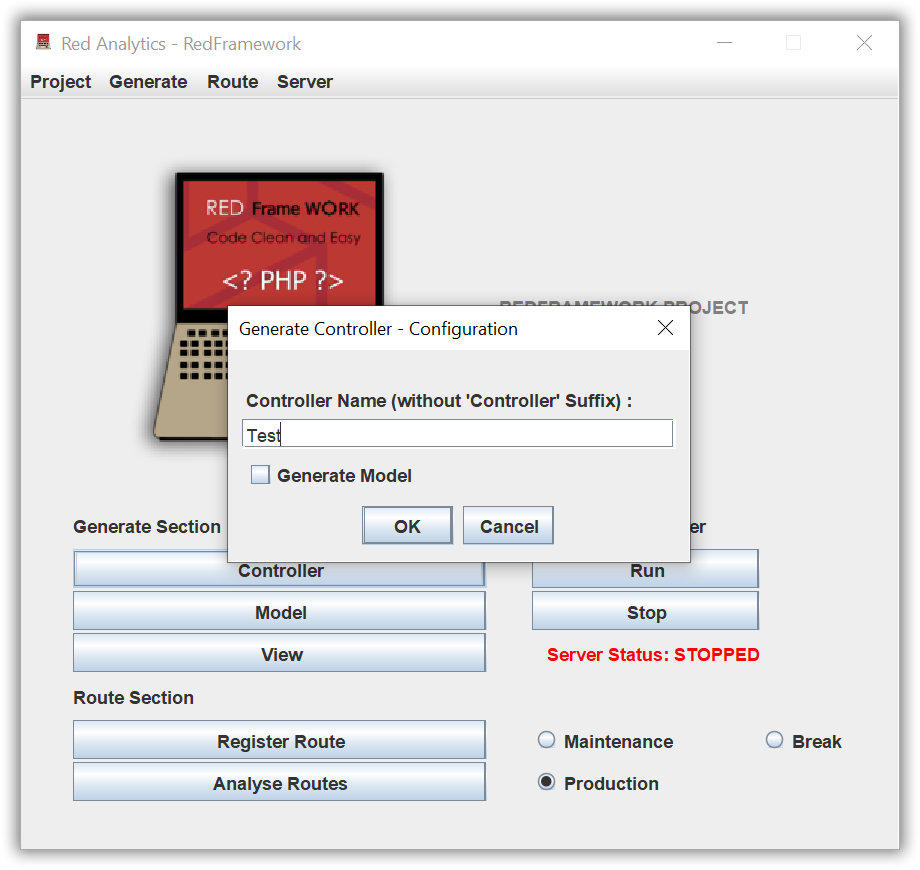 Red Analytics - RedFramework
Project Generate Route Server
RED Frame WORK
Code Clean and Easy
<? PHP ?>
REDFRAMEWORK PROJECT
Generate Controller - Configuration
Controller Name (without 'Controller' Suffix) :
Test
Generate Model
OK Cancel
Generate Section
er
Controller
Run
Model
Stop
View
Server Status: STOPPED
Route Section
Register Route
Maintenance
Break
Analyse Routes
Production